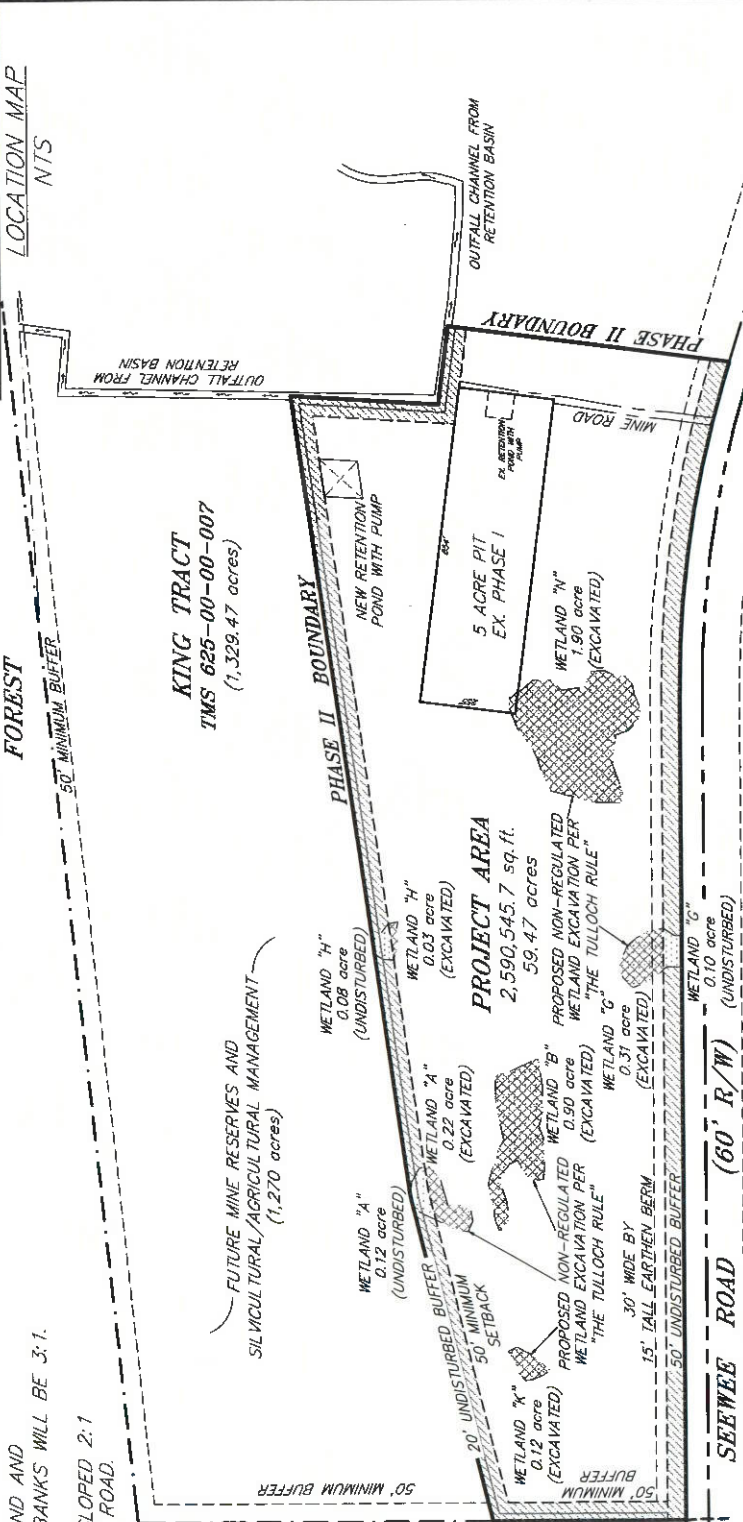 LOCATION MAP
NTS
FOREST
50' MINIMUM BUFFER
ND AND
BANKS WILL BE 3:1.
LOPED 2:1
ROAD.
OUTFALL CHANNEL FROM
RETENTION BASIN
OUTFALL CHANNEL FROM
RETENTION BASIN
KING TRACT
TMS 625-00-00-007
(1,329.47 acres)
FUTURE MINE RESERVES AND
SILVICULTURAL/AGRICULTURAL MANAGEMENT
(1,270 acres)
PHASE II BOUNDARY
PHASE II BOUNDARY
NEW RETENTION
POND WITH PUMP
EX. RETENTION
POND WITH
PUMP
MINE ROAD
5 ACRE PIT
EX. PHASE I
WETLAND "N"
1.90 acre
(EXCAVATED)
WETLAND "H"
0.08 acre
(UNDISTURBED)
WETLAND "H"
0.03 acre
(EXCAVATED)
PROJECT AREA
2,590,545.7 sq.ft.
59.47 acres
PROPOSED NON-REGULATED
WETLAND EXCAVATION PER
"THE TULLOCH RULE"
WETLAND "G"
0.31 acre
(EXCAVATED)
WETLAND "G"
0.10 acre
(UNDISTURBED)
WETLAND "A"
0.12 acre
(UNDISTURBED)
WETLAND "A"
0.22 acre
(EXCAVATED)
WETLAND "B"
0.90 acre
(EXCAVATED)
PROPOSED NON-REGULATED
WETLAND EXCAVATION PER
"THE TULLOCH RULE"
20' UNDISTURBED BUFFER
50' MINIMUM
SETBACK
WETLAND "K"
0.12 acre
(EXCAVATED)
30' WIDE BY
15' TALL EARTHEN BERM
50' UNDISTURBED BUFFER
50' MINIMUM BUFFER
50' MINIMUM
BUFFER
SEEWEE ROAD (60' R/W)